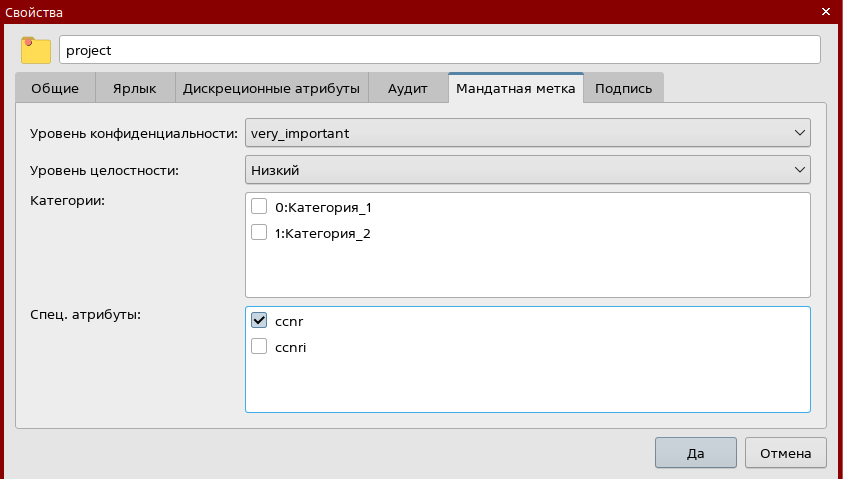 Свойства
project
Общие Ярлык Дискреционные атрибуты Аудит Мандатная метка Подпись
Уровень конфиденциальности: very_important
Уровень целостности: Низкий
Категории:
0:Категория_1
1:Категория_2
Спец. атрибуты:
ccnr
ccnri
Да Отмена